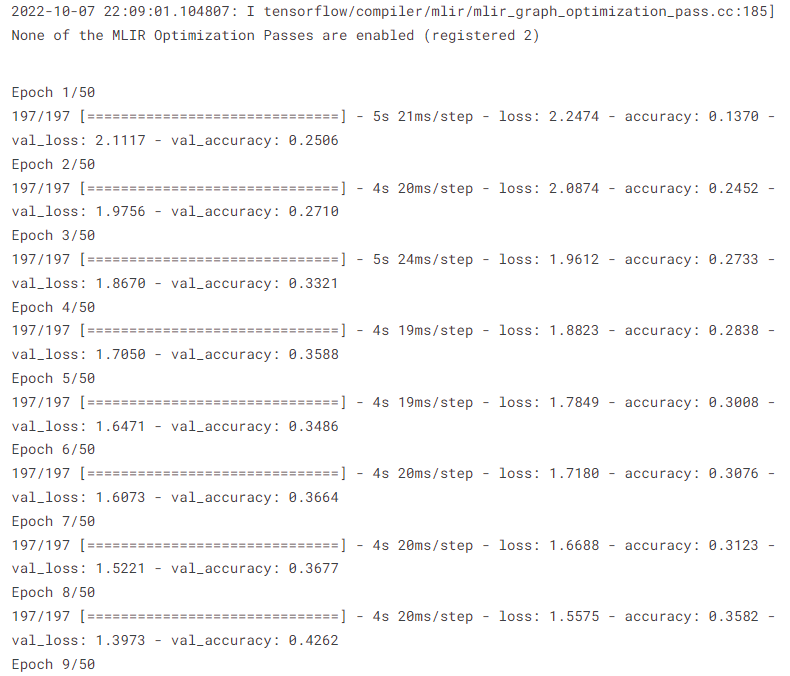 2022-10-07 22:09:01.104807: I tensorflow/compiler/mlir/mlir_graph_optimization_pass.cc:185]
None of the MLIR Optimization Passes are enabled (registered 2)
Epoch 1/50
197/197 [==============================] - 5s 21ms/step - loss: 2.2474 - accuracy: 0.1370 -
val_loss: 2.1117 - val_accuracy: 0.2506
Epoch 2/50
197/197 [==============================] - 4s 20ms/step - loss: 2.0874 - accuracy: 0.2452 -
val_loss: 1.9756 - val_accuracy: 0.2710
Epoch 3/50
197/197 [==============================] - 5s 24ms/step - loss: 1.9612 - accuracy: 0.2733 -
val_loss: 1.8670 - val_accuracy: 0.3321
Epoch 4/50
197/197 [==============================] - 4s 19ms/step - loss: 1.8823 - accuracy: 0.2838 -
val_loss: 1.7050 - val_accuracy: 0.3588
Epoch 5/50
197/197 [==============================] - 4s 19ms/step - loss: 1.7849 - accuracy: 0.3008 -
val_loss: 1.6471 - val_accuracy: 0.3486
Epoch 6/50
197/197 [==============================] - 4s 20ms/step - loss: 1.7180 - accuracy: 0.3076 -
val_loss: 1.6073 - val_accuracy: 0.3664
Epoch 7/50
197/197 [==============================] - 4s 20ms/step - loss: 1.6688 - accuracy: 0.3123 -
val_loss: 1.5221 - val_accuracy: 0.3677
Epoch 8/50
197/197 [==============================] - 4s 20ms/step - loss: 1.5575 - accuracy: 0.3582 -
val_loss: 1.3973 - val_accuracy: 0.4262
Epoch 9/50